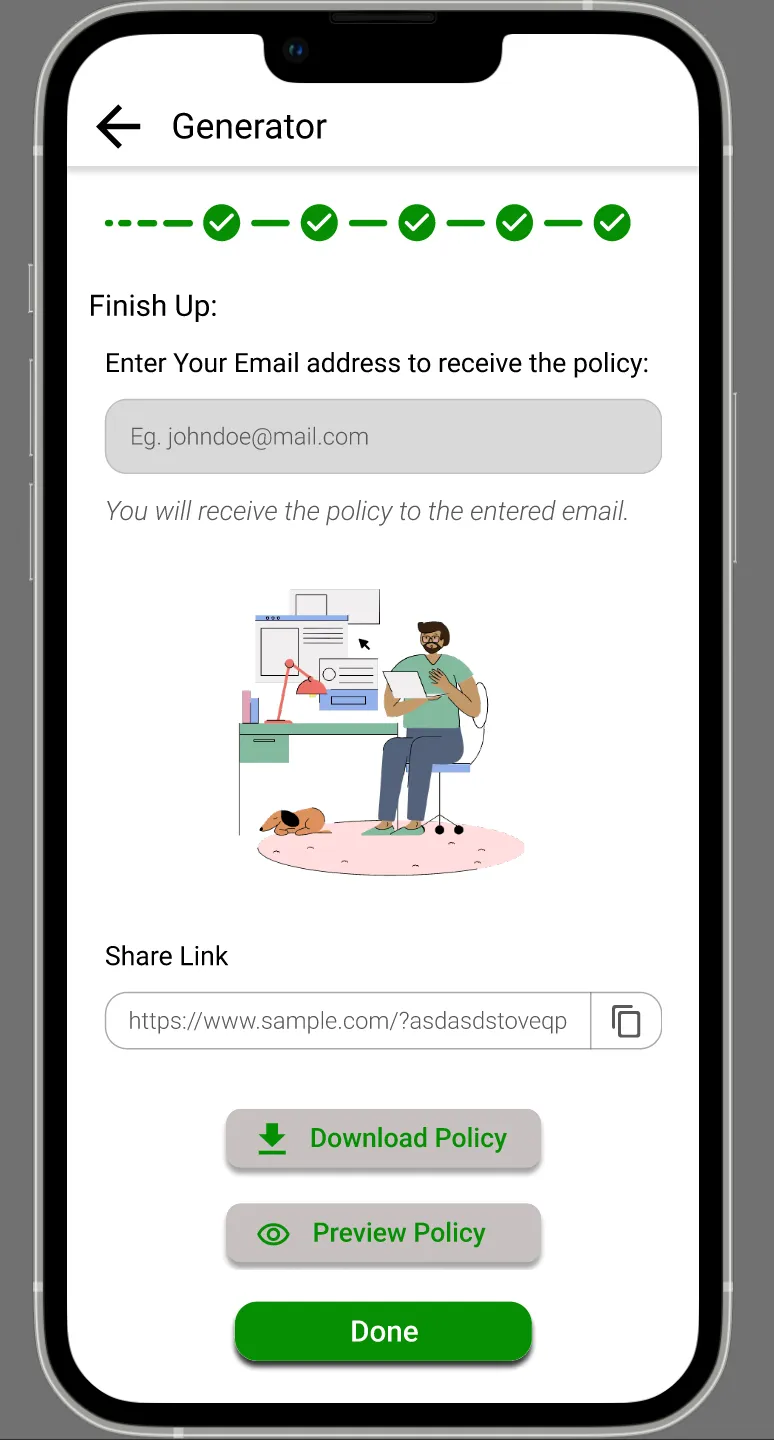 Generator
Finish Up:
Enter Your Email address to receive the policy:
Eg. johndoe@mail.com
You will receive the policy to the entered email.
Share Link
https://www.sample.com/?asdasdstoveqp
Download Policy
Preview Policy
Done